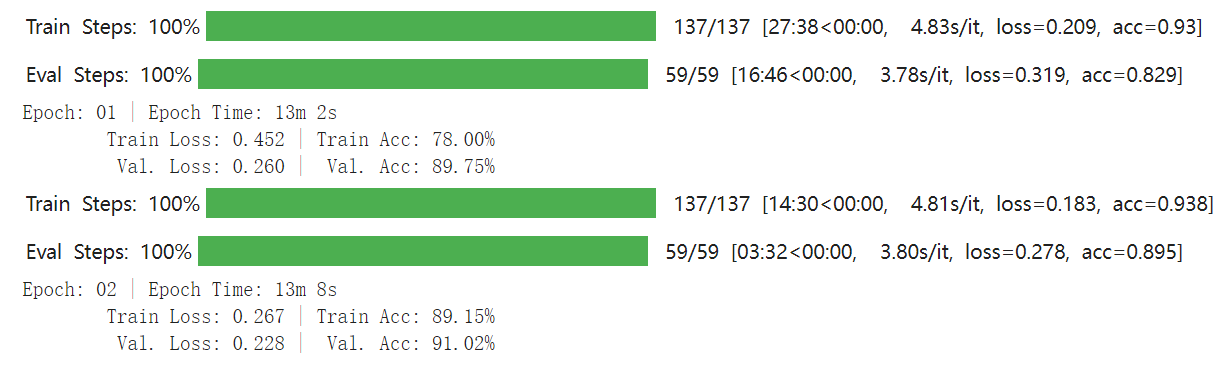 Train Steps: 100% 137/137 [27:38<00:00, 4.83s/it, loss=0.209, acc=0.93]
Eval Steps: 100% 59/59 [16:46<00:00, 3.78s/it, loss=0.319, acc=0.829]
Epoch: 01 | Epoch Time: 13m 2s
Train Loss: 0.452 | Train Acc: 78.00%
Val. Loss: 0.260 | Val. Acc: 89.75%
Train Steps: 100% 137/137 [14:30<00:00, 4.81s/it, loss=0.183, acc=0.938]
Eval Steps: 100% 59/59 [03:32<00:00, 3.80s/it, loss=0.278, acc=0.895]
Epoch: 02 | Epoch Time: 13m 8s
Train Loss: 0.267 | Train Acc: 89.15%
Val. Loss: 0.228 | Val. Acc: 91.02%